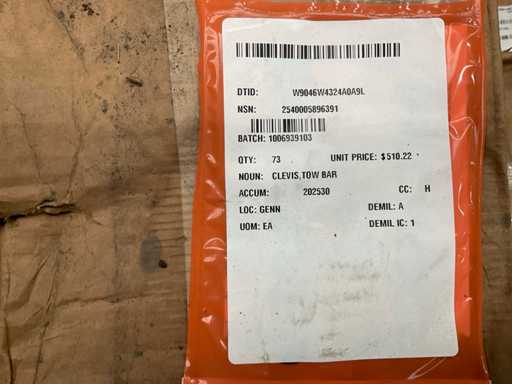 DTID: W9046W4324A0A9L
NSN: 2540005896391
BATCH: 1006939103
QTY: 73 UNIT PRICE: $510.22
NOUN: CLEVIS,TOW BAR
ACCUM: 202530 CC: H
LOC: GENN DEMIL: A
UOM: EA DEMIL IC: 1